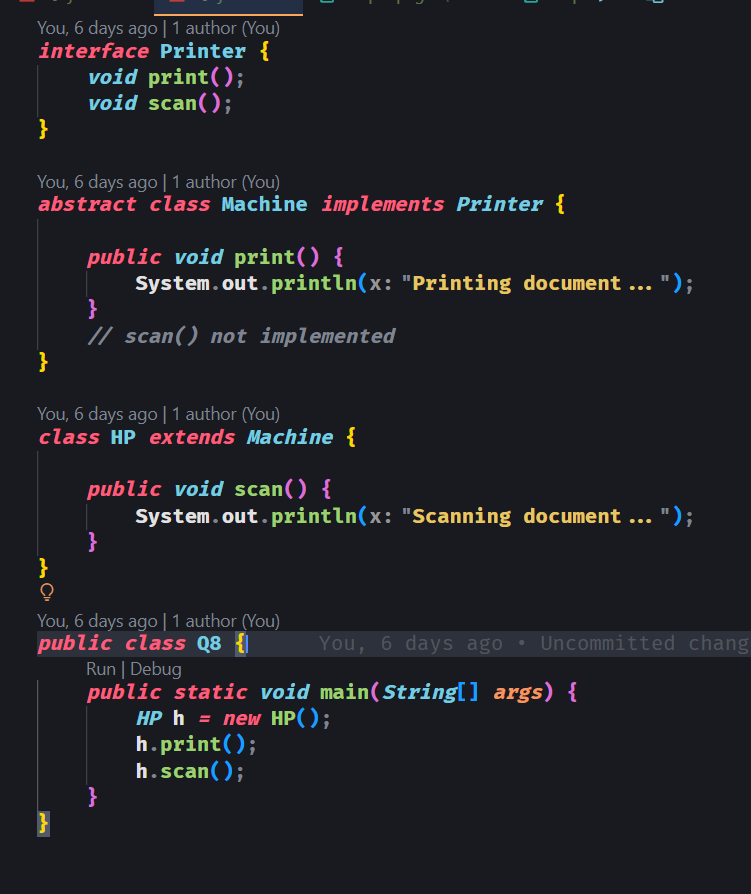 You, 6 days ago | 1 author (You)
interface Printer {
    void print();
    void scan();
}
You, 6 days ago | 1 author (You)
abstract class Machine implements Printer {
    public void print() {
        System.out.println(x: "Printing document...");
    }
    // scan() not implemented
}
You, 6 days ago | 1 author (You)
class HP extends Machine {
    public void scan() {
        System.out.println(x: "Scanning document...");
    }
}
You, 6 days ago | 1 author (You)
public class Q8 { You, 6 days ago • Uncommitted chang
    Run | Debug
    public static void main(String[] args) {
        HP h = new HP();
        h.print();
        h.scan();
    }
}